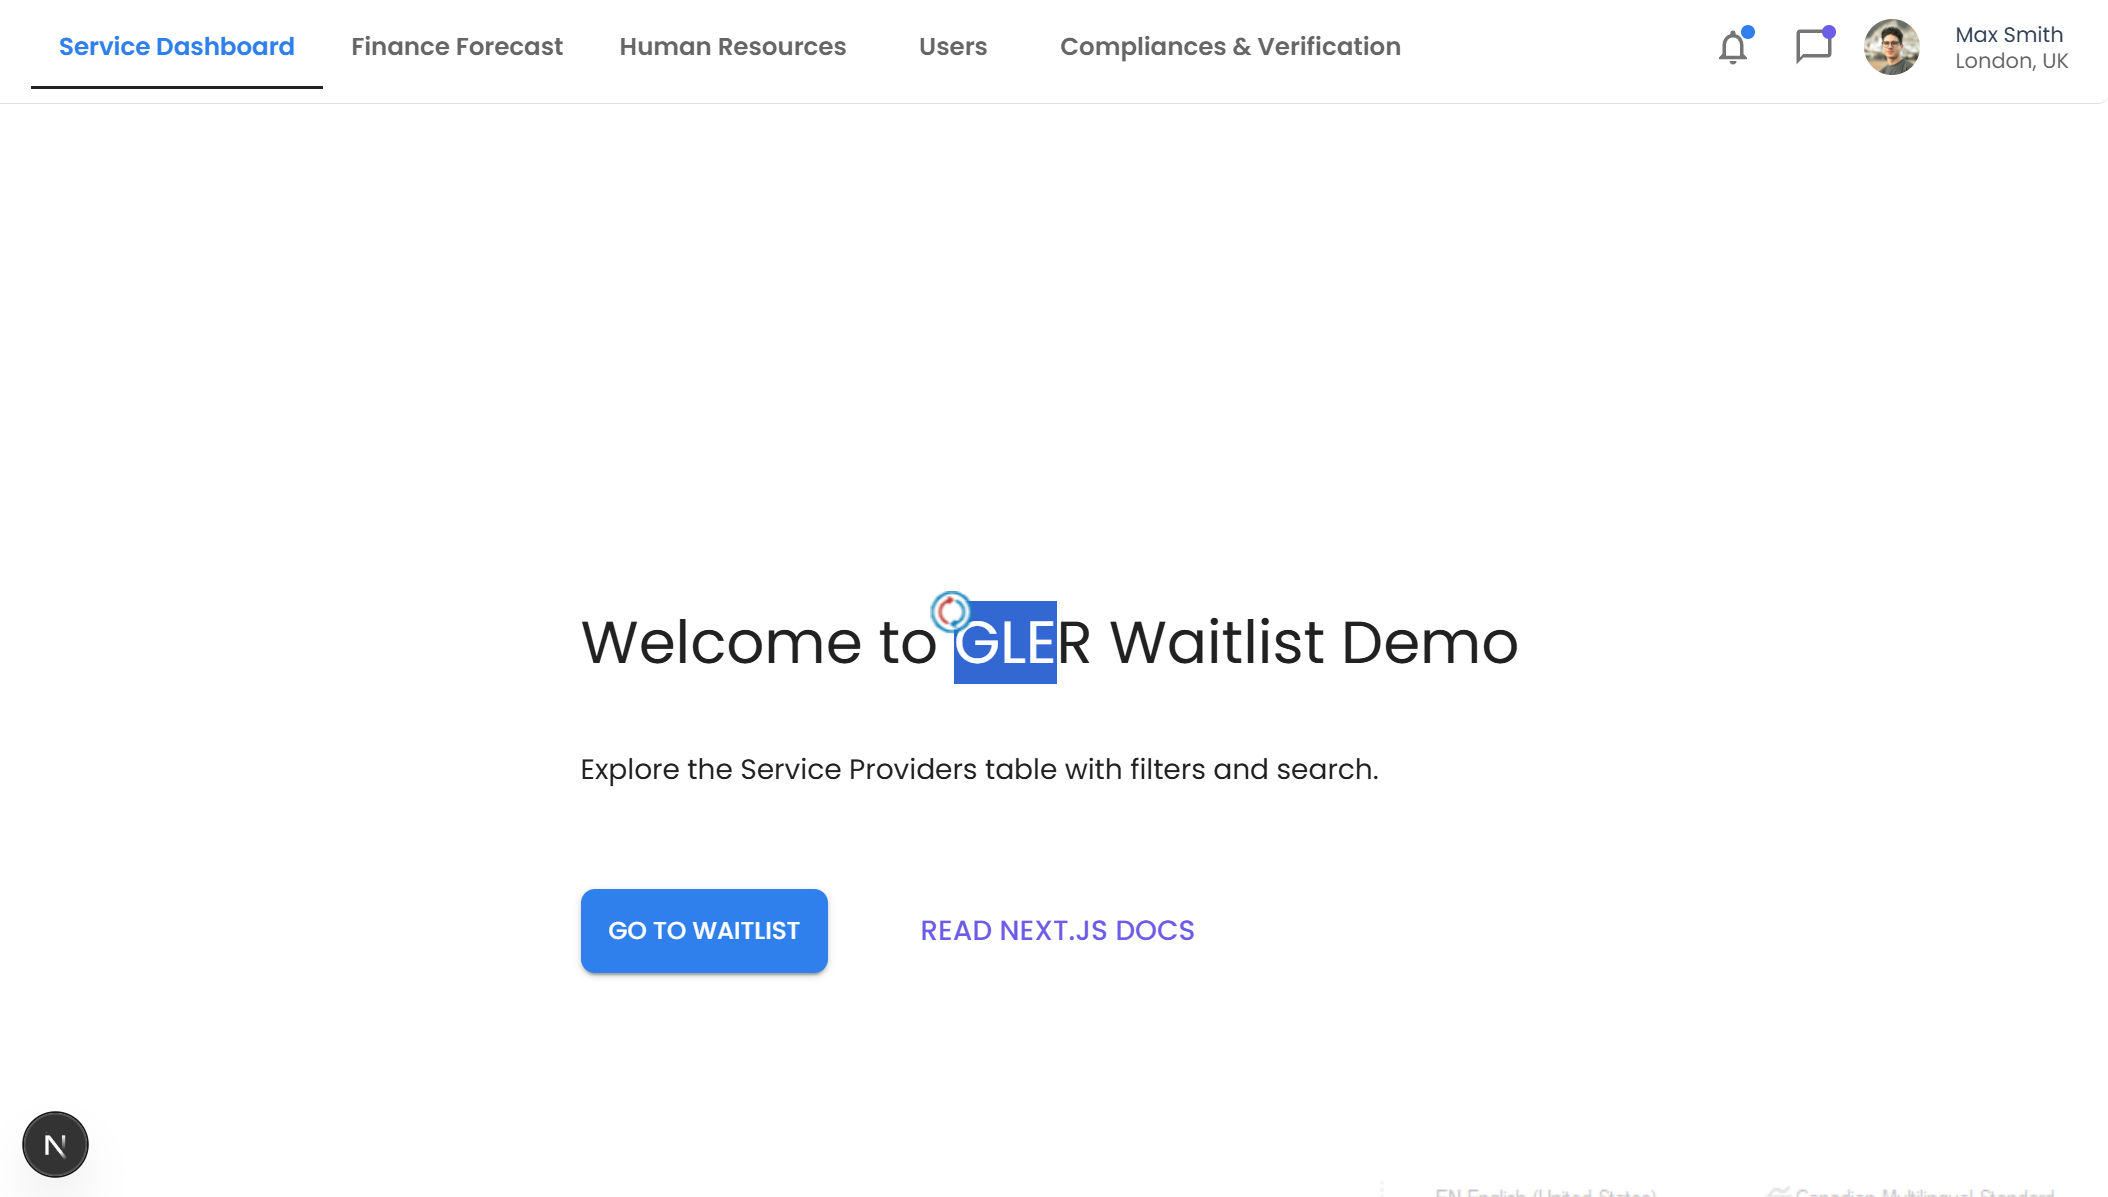 Service Dashboard Finance Forecast Human Resources Users Compliances & Verification
Max Smith
London, UK
Welcome to GLER Waitlist Demo
Explore the Service Providers table with filters and search.
GO TO WAITLIST READ NEXT.JS DOCS
N
EN English (United States) Canadian Multilingual Standard